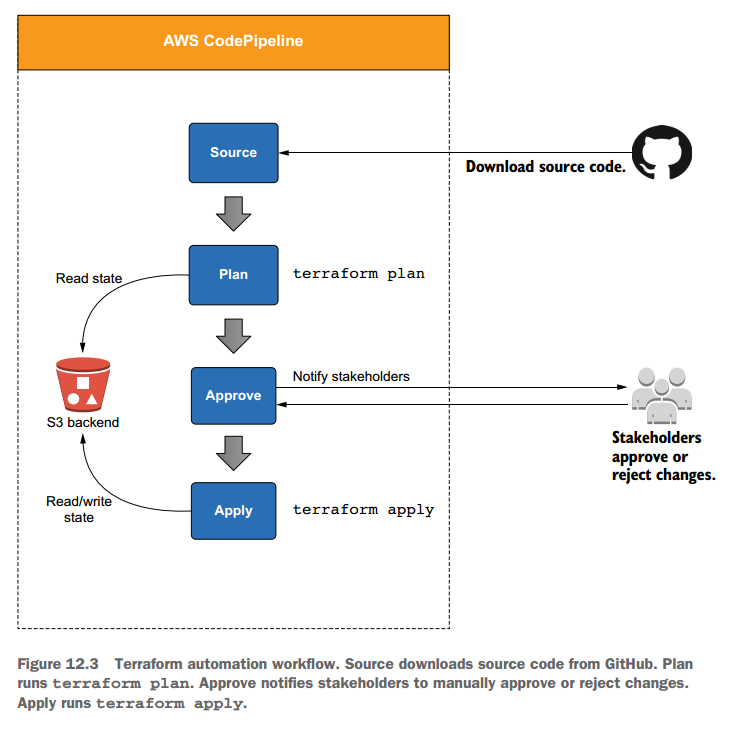 AWS CodePipeline
Source
Download source code.
Plan
terraform plan
Read state
Notify stakeholders
Approve
S3 backend
Stakeholders
approve or
reject changes.
Read/write
state
Apply
terraform apply
Figure 12.3 Terraform automation workflow. Source downloads source code from GitHub. Plan
runs terraform plan. Approve notifies stakeholders to manually approve or reject changes.
Apply runs terraform apply.